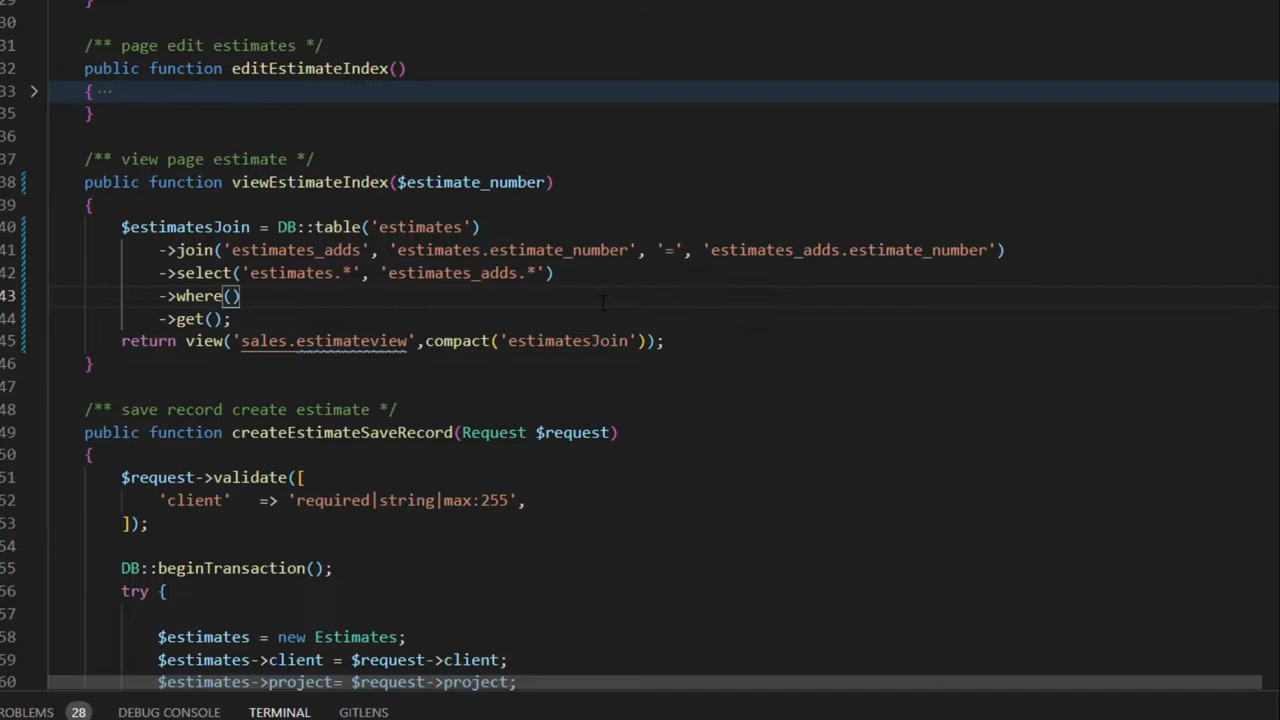 29 }
30
31 /** page edit estimates */
32 public function editEstimateIndex()
33 { ···
35 }
36
37 /** view page estimate */
38 public function viewEstimateIndex($estimate_number)
39 {
40 $estimatesJoin = DB::table('estimates')
41 ->join('estimates_adds', 'estimates.estimate_number', '=', 'estimates_adds.estimate_number')
42 ->select('estimates.*', 'estimates_adds.*')
43 ->where()
44 ->get();
45 return view('sales.estimateview',compact('estimatesJoin'));
46 }
47
48 /** save record create estimate */
49 public function createEstimateSaveRecord(Request $request)
50 {
51 $request->validate([
52 'client'   => 'required|string|max:255',
53 ]);
54
55 DB::beginTransaction();
56 try {
57
58 $estimates = new Estimates;
59 $estimates->client = $request->client;
60 $estimates->project= $request->project;
ROBLEMS 28 DEBUG CONSOLE TERMINAL GITLENS